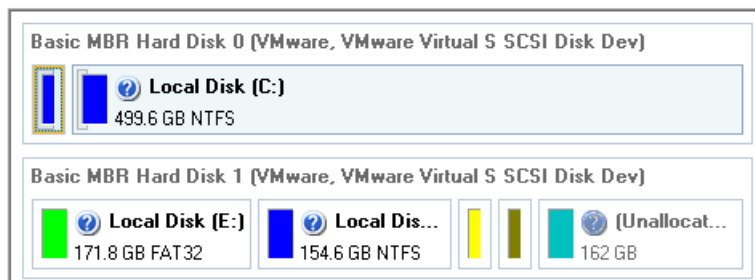 Basic MBR Hard Disk 0 (VMware, VMware Virtual S SCSI Disk Dev)
Local Disk (C:)
499.6 GB NTFS
Basic MBR Hard Disk 1 (VMware, VMware Virtual S SCSI Disk Dev)
Local Disk (E:)
171.8 GB FAT32
Local Dis...
154.6 GB NTFS
(Unallocat...
162 GB